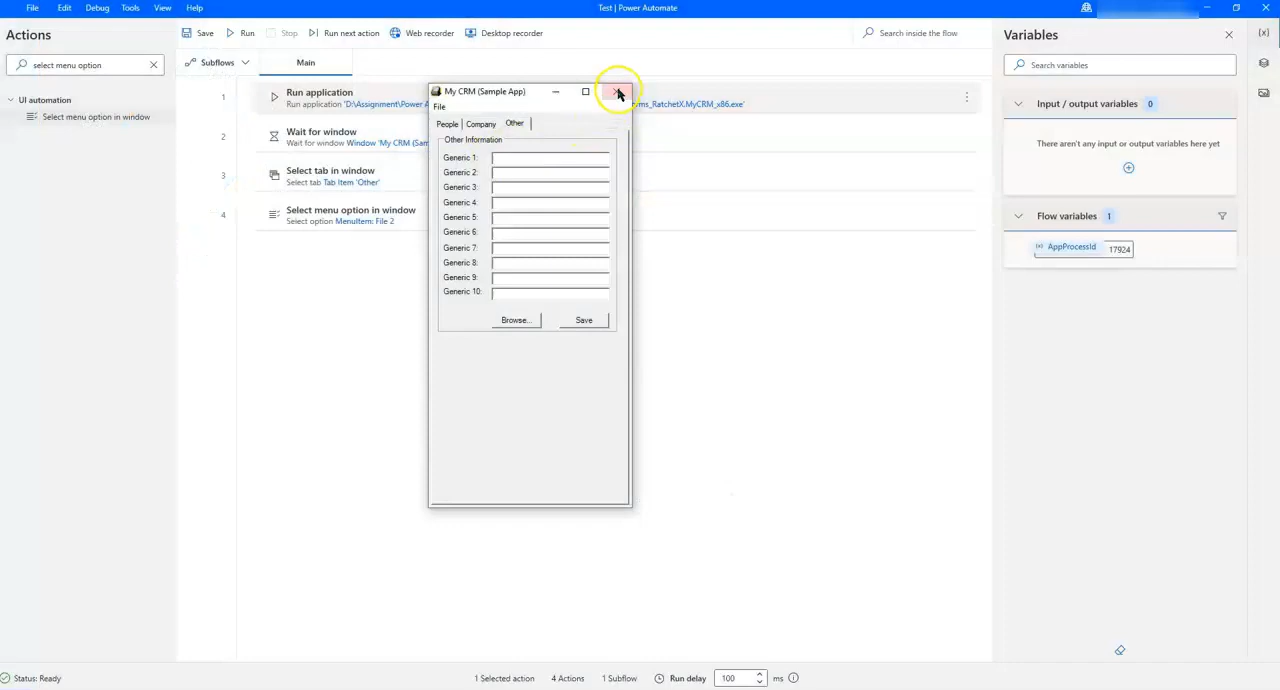 File Edit Debug Tools View Help
Test | Power Automate
Actions
select menu option
UI automation
Select menu option in window
Save Run Stop Run next action Web recorder Desktop recorder
Search inside the flow
Subflows
Main
1
Run application
Run application 'D:\Assignment\Power A
ms_RatchetX.MyCRM_x86.exe'
2
Wait for window
Wait for window Window 'My CRM (Sam
3
Select tab in window
Select tab Tab Item 'Other'
4
Select menu option in window
Select option MenuItem: File 2
My CRM (Sample App)
File
People Company Other
Other Information
Generic 1:
Generic 2:
Generic 3:
Generic 4:
Generic 5:
Generic 6:
Generic 7:
Generic 8:
Generic 9:
Generic 10:
Browse... Save
Variables
{x}
Search variables
Input / output variables 0
There aren't any input or output variables here yet
Flow variables 1
(x) AppProcessId 17924
Status: Ready
1 Selected action 4 Actions 1 Subflow Run delay 100 ms